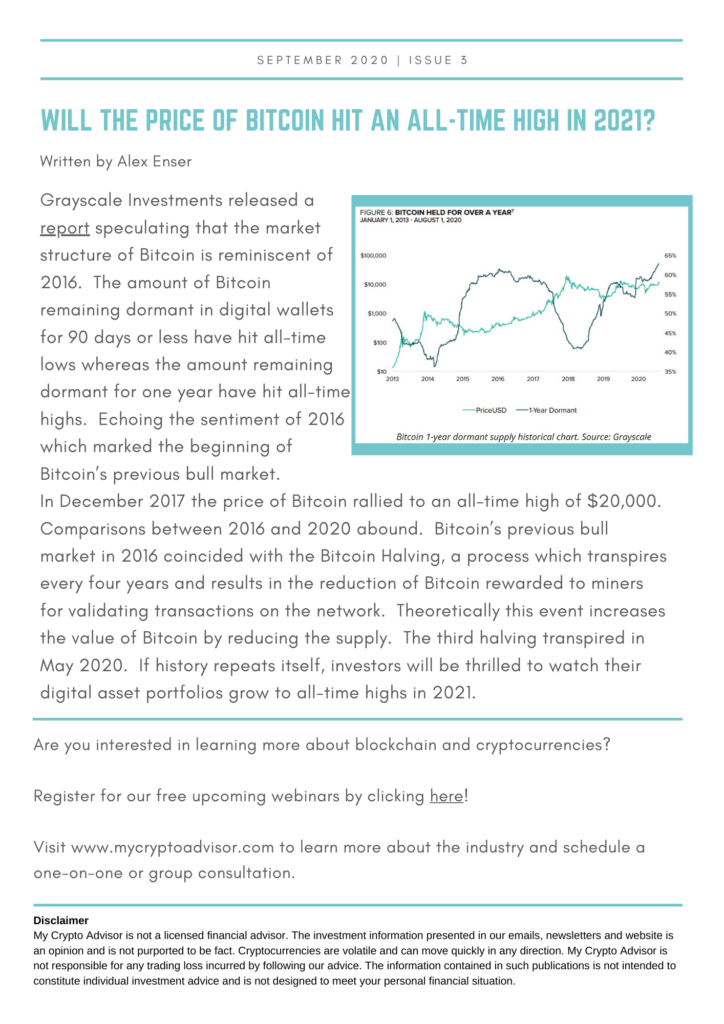 SEPTEMBER 2020 | ISSUE 3
WILL THE PRICE OF BITCOIN HIT AN ALL-TIME HIGH IN 2021?
Written by Alex Enser
Grayscale Investments released a
report speculating that the market
structure of Bitcoin is reminiscent of
2016.  The amount of Bitcoin
remaining dormant in digital wallets
for 90 days or less have hit all-time
lows whereas the amount remaining
dormant for one year have hit all-time
highs.  Echoing the sentiment of 2016
which marked the beginning of
Bitcoin's previous bull market.
FIGURE 6: BITCOIN HELD FOR OVER A YEAR⁷
JANUARY 1, 2013 - AUGUST 1, 2020
$100,000
$10,000
$1,000
$100
$10
65%
60%
55%
50%
45%
40%
35%
2013 2014 2015 2016 2017 2018 2019 2020
PriceUSD 1-Year Dormant
Bitcoin 1-year dormant supply historical chart. Source: Grayscale
In December 2017 the price of Bitcoin rallied to an all-time high of $20,000.
Comparisons between 2016 and 2020 abound.  Bitcoin's previous bull
market in 2016 coincided with the Bitcoin Halving, a process which transpires
every four years and results in the reduction of Bitcoin rewarded to miners
for validating transactions on the network.  Theoretically this event increases
the value of Bitcoin by reducing the supply.  The third halving transpired in
May 2020.  If history repeats itself, investors will be thrilled to watch their
digital asset portfolios grow to all-time highs in 2021.
Are you interested in learning more about blockchain and cryptocurrencies?
Register for our free upcoming webinars by clicking here!
Visit www.mycryptoadvisor.com to learn more about the industry and schedule a
one-on-one or group consultation.
Disclaimer
My Crypto Advisor is not a licensed financial advisor. The investment information presented in our emails, newsletters and website is
an opinion and is not purported to be fact. Cryptocurrencies are volatile and can move quickly in any direction. My Crypto Advisor is
not responsible for any trading loss incurred by following our advice. The information contained in such publications is not intended to
constitute individual investment advice and is not designed to meet your personal financial situation.